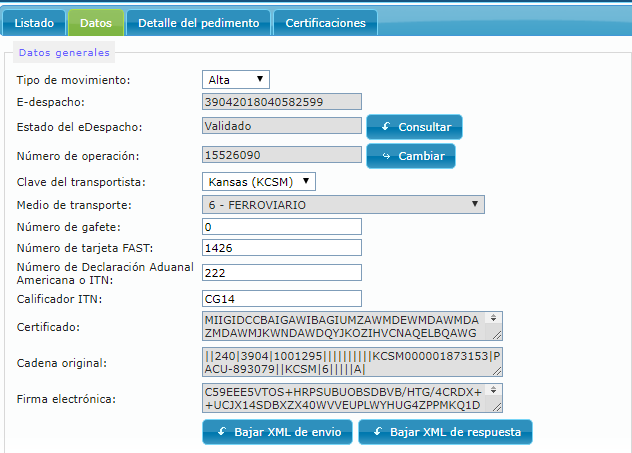 Listado Datos Detalle del pedimento Certificaciones
Datos generales
Tipo de movimiento: Alta
E-despacho: 39042018040582599
Estado del eDespacho: Validado Consultar
Número de operación: 15526090 Cambiar
Clave del transportista: Kansas (KCSM)
Medio de transporte: 6 - FERROVIARIO
Número de gafete: 0
Número de tarjeta FAST: 1426
Número de Declaración Aduanal
Americana o ITN: 222
Calificador ITN: CG14
Certificado: MIIGIDCCBAIGAWIBAGIUMZAWMDEWMDAWMDA
ZMDAWMJKWNDAWDQYJKOZIHVCNAQELBQAWG
Cadena original: ||240|3904|1001295||||||||||KCSM000001873153|P
ACU-893079||KCSM|6|||||A|
Firma electrónica: C59EEE5VTOS+HRPSUBUOBSDBVB/HTG/4CRDX+
+UCJX14SDBXZX40WVVEUPLWYHUG4ZPPMKQ1D
Bajar XML de envio Bajar XML de respuesta